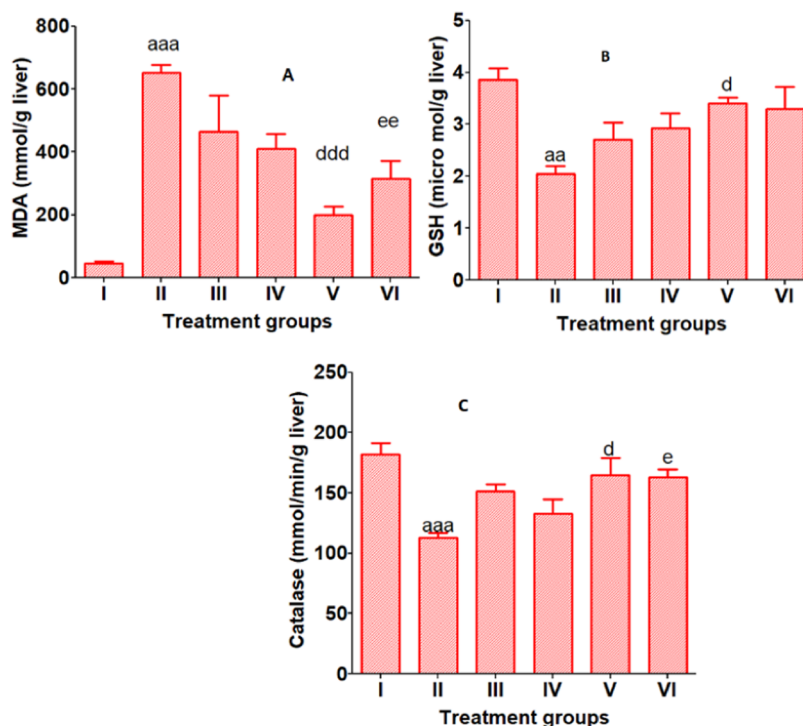 A
MDA (mmol/g liver)
800
600
400
200
0
aaa
ddd
ee
I II III IV V VI
Treatment groups
B
GSH (micro mol/g liver)
5
4
3
2
1
0
aa
d
I II III IV V VI
Treatment groups
C
Catalase (mmol/min/g liver)
250
200
150
100
50
0
aaa
d
e
I II III IV V VI
Treatment groups